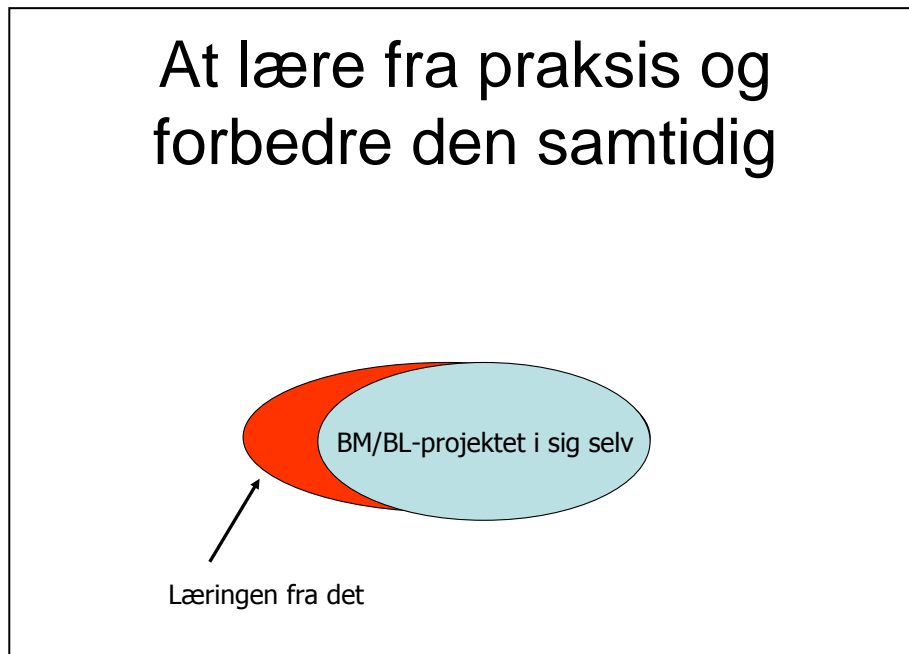 At lære fra praksis og
forbedre den samtidig
BM/BL-projektet i sig selv
Læringen fra det